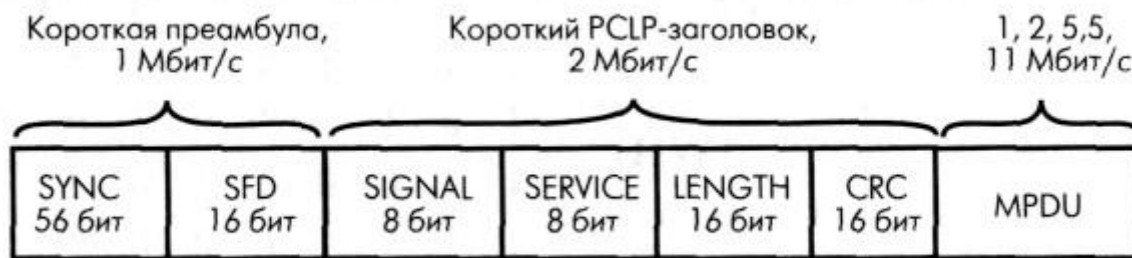 Короткая преамбула,
1 Мбит/с
Короткий PCLP-заголовок,
2 Мбит/с
1, 2, 5,5,
11 Мбит/с
SYNC
56 бит
SFD
16 бит
SIGNAL
8 бит
SERVICE
8 бит
LENGTH
16 бит
CRC
16 бит
MPDU